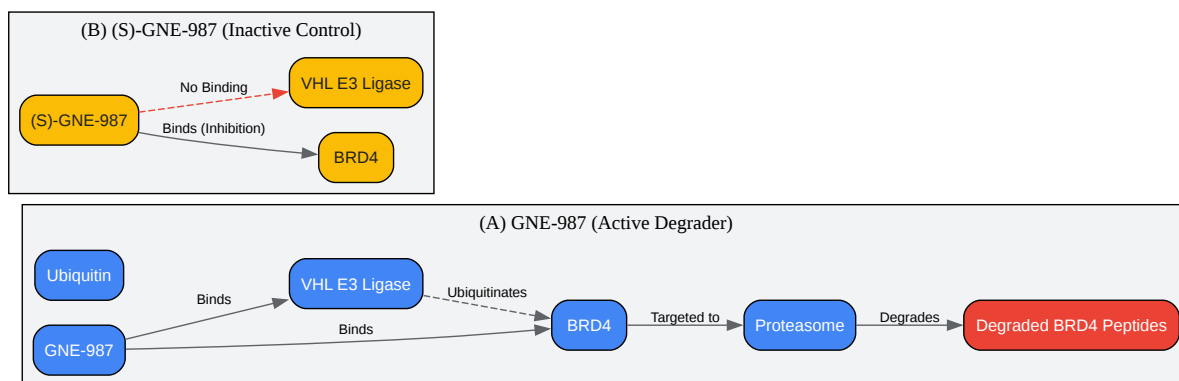 (B) (S)-GNE-987 (Inactive Control)
No Binding
VHL E3 Ligase
(S)-GNE-987
Binds (Inhibition)
BRD4
(A) GNE-987 (Active Degrader)
Ubiquitin
VHL E3 Ligase
Binds
Ubiquitinates
GNE-987
Binds
BRD4
Targeted to
Proteasome
Degrades
Degraded BRD4 Peptides